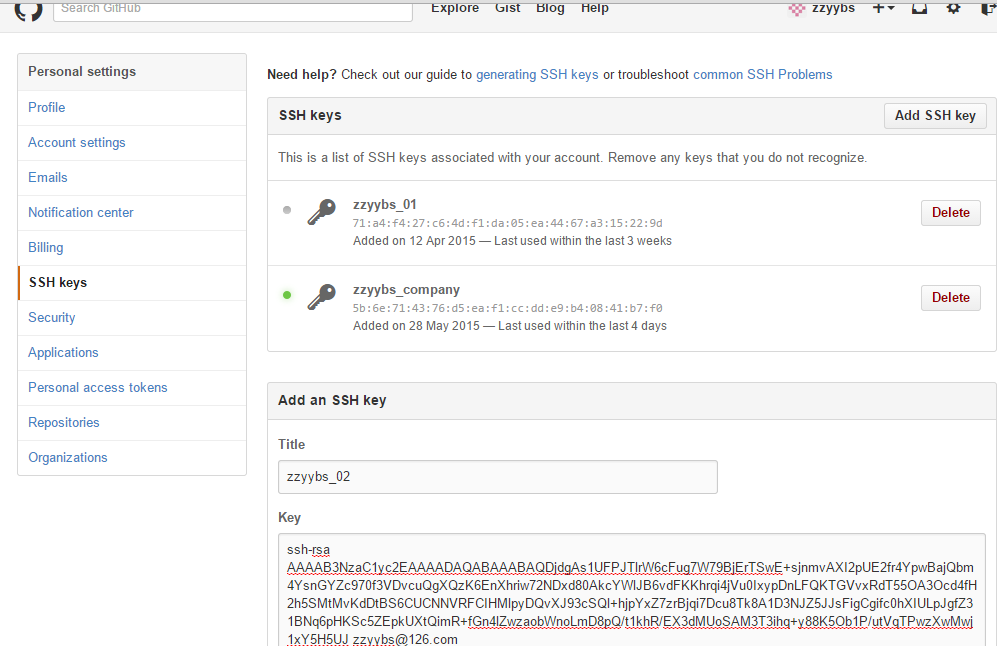 Search GitHub
Explore Gist Blog Help
zzyybs
Personal settings
Profile
Account settings
Emails
Notification center
Billing
SSH keys
Security
Applications
Personal access tokens
Repositories
Organizations
Need help? Check out our guide to generating SSH keys or troubleshoot common SSH Problems
SSH keys
Add SSH key
This is a list of SSH keys associated with your account. Remove any keys that you do not recognize.
zzyybs_01
71:a4:f4:27:c6:4d:f1:da:05:ea:44:67:a3:15:22:9d
Added on 12 Apr 2015 — Last used within the last 3 weeks
Delete
zzyybs_company
5b:6e:71:43:76:d5:ea:f1:cc:dd:e9:b4:08:41:b7:f0
Added on 28 May 2015 — Last used within the last 4 days
Delete
Add an SSH key
Title
zzyybs_02
Key
ssh-rsa
AAAAB3NzaC1yc2EAAAADAQABAAABAQDjdgAs1UFPJTlrW6cFug7W79BjErTSwE+sjnmvAXI2pUE2fr4YpwBajQbm
4YsnGYZc970f3VDvcuQgXQzK6EnXhriw72NDxd80AkcYWlJB6vdFKKhrqi4jVu0IxypDnLFQKTGVvxRdT55OA3Ocd4fH
2h5SMtMvKdDtBS6CUCNNVRFCIHMlpyDQvXJ93cSQI+hjpYxZ7zrBjqi7Dcu8Tk8A1D3NJZ5JJsFigCgifc0hXIULpJgfZ3
1BNq6pHKSc5ZEpkUXtQimR+fGn4lZwzaobWnoLmD8pQ/t1khR/EX3dMUoSAM3T3ihq+y88K5Ob1P/utVqTPwzXwMwj
1xY5H5UJ zzyybs@126.com